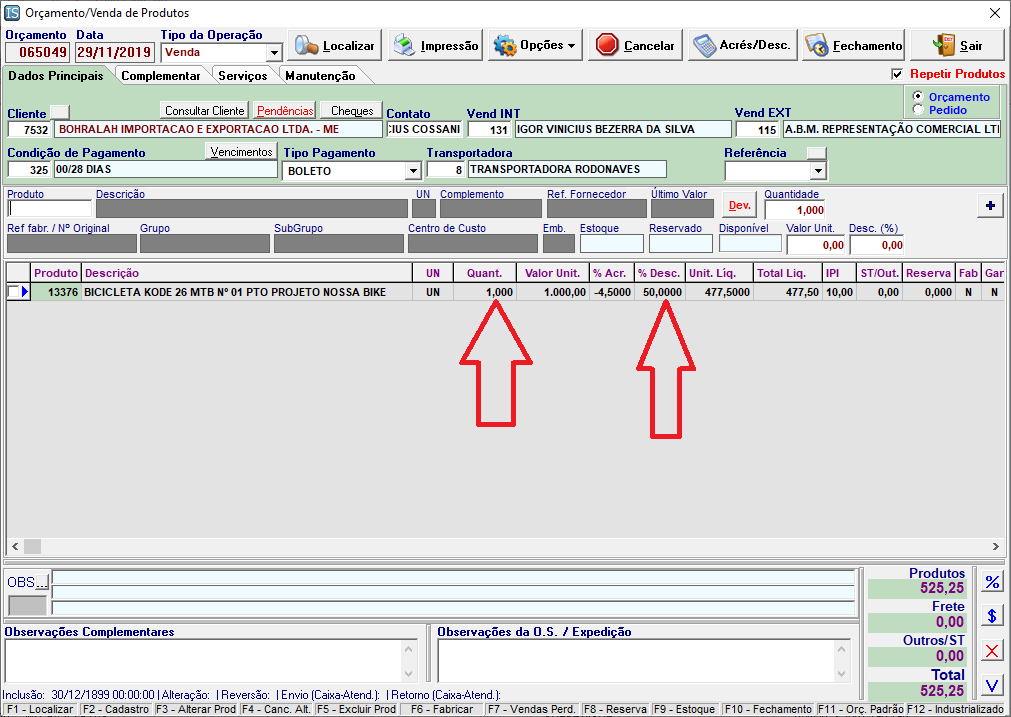 IS Orçamento/Venda de Produtos
Orçamento Data Tipo da Operação
065049 29/11/2019 Venda
Localizar Impressão Opções Cancelar Acrés/Desc. Fechamento Sair
Dados Principais Complementar Serviços Manutenção
Repetir Produtos
Orçamento
Pedido
Cliente Consultar Cliente Pendências Cheques Contato Vend INT Vend EXT
7532 BOHRALAH IMPORTACAO E EXPORTACAO LTDA. - ME CIUS COSSANI 131 IGOR VINICIUS BEZERRA DA SILVA 115 A.B.M. REPRESENTAÇÃO COMERCIAL LTI
Condição de Pagamento Vencimentos Tipo Pagamento Transportadora Referência
325 00/28 DIAS BOLETO 8 TRANSPORTADORA RODONAVES
Produto Descrição UN Complemento Ref. Fornecedor Último Valor Dev. Quantidade
1,000 +
Ref fabr. / Nº Original Grupo SubGrupo Centro de Custo Emb. Estoque Reservado Disponível Valor Unit. Desc. (%)
0,00 0,00
Produto Descrição UN Quant. Valor Unit. % Acr. % Desc. Unit. Líq. Total Liq. IPI ST/Out. Reserva Fab Gar
13376 BICICLETA KODE 26 MTB Nº 01 PTO PROJETO NOSSA BIKE UN 1,000 1.000,00 -4,5000 50,0000 477,5000 477,50 10,00 0,00 0,000 N N
OBS...
Produtos
525,25 %
Frete
0,00 $
Outros/ST
0,00 X
Total
525,25 V
Observações Complementares Observações da O.S. / Expedição
Inclusão: 30/12/1899 00:00:00 | Alteração: | Reversão: | Envio (Caixa-Atend.): | Retorno (Caixa-Atend.):
F1 - Localizar F2 - Cadastro F3 - Alterar Prod F4 - Canc. Alt. F5 - Excluir Prod F6 - Fabricar F7 - Vendas Perd. F8 - Reserva F9 - Estoque F10 - Fechamento F11 - Orç. Padrão F12 - Industrializado